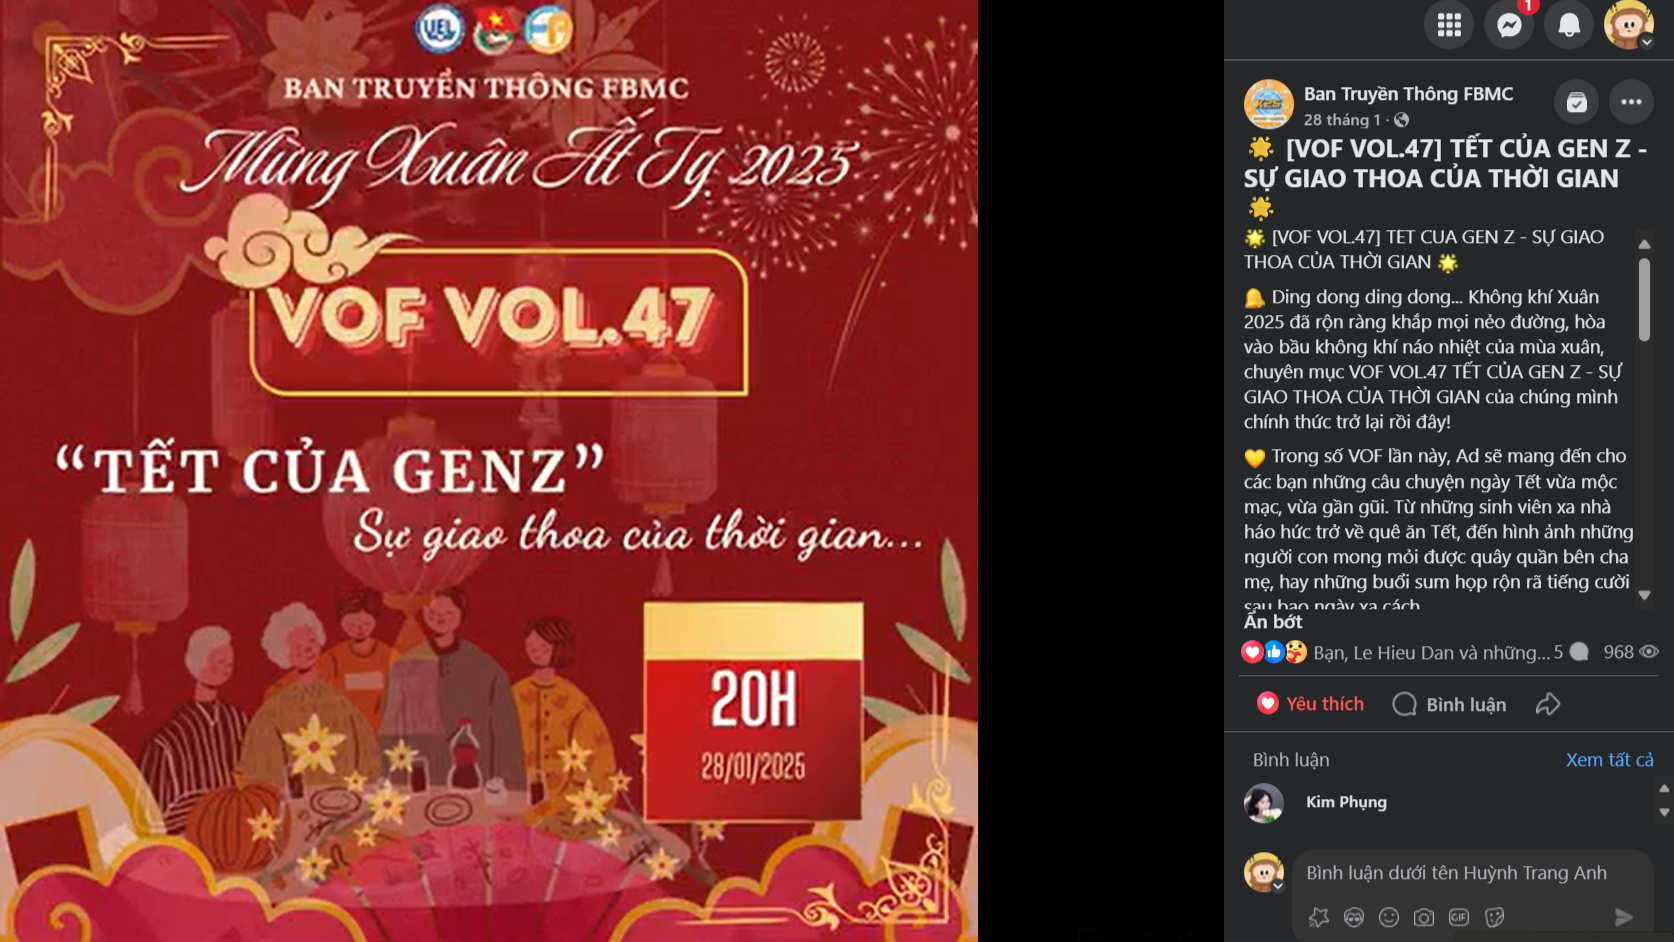 UEL
BAN TRUYỀN THÔNG FBMC
Mừng Xuân Ất Tỵ 2025
VOF VOL.47
“TẾT CỦA GENZ”
Sự giao thoa của thời gian...
20H
28/01/2025
1
Ban Truyền Thông FBMC
28 tháng 1 ·
🌟 [VOF VOL.47] TẾT CỦA GEN Z -
SỰ GIAO THOA CỦA THỜI GIAN
🌟
🌟 [VOF VOL.47] TET CUA GEN Z - SỰ GIAO
THOA CỦA THỜI GIAN 🌟
🔔 Ding dong ding dong... Không khí Xuân
2025 đã rộn ràng khắp mọi nẻo đường, hòa
vào bầu không khí náo nhiệt của mùa xuân,
chuyên mục VOF VOL.47 TẾT CỦA GEN Z - SỰ
GIAO THOA CỦA THỜI GIAN của chúng mình
chính thức trở lại rồi đây!
💛 Trong số VOF lần này, Ad sẽ mang đến cho
các bạn những câu chuyện ngày Tết vừa mộc
mạc, vừa gần gũi. Từ những sinh viên xa nhà
háo hức trở về quê ăn Tết, đến hình ảnh những
người con mong mỏi được quây quần bên cha
mẹ, hay những buổi sum họp rộn rã tiếng cười
sau bao ngày xa cách
Ẩn bớt
Bạn, Le Hieu Dan và những... 5 968
Yêu thích Bình luận
Bình luận Xem tất cả
Kim Phụng
Bình luận dưới tên Huỳnh Trang Anh
GIF